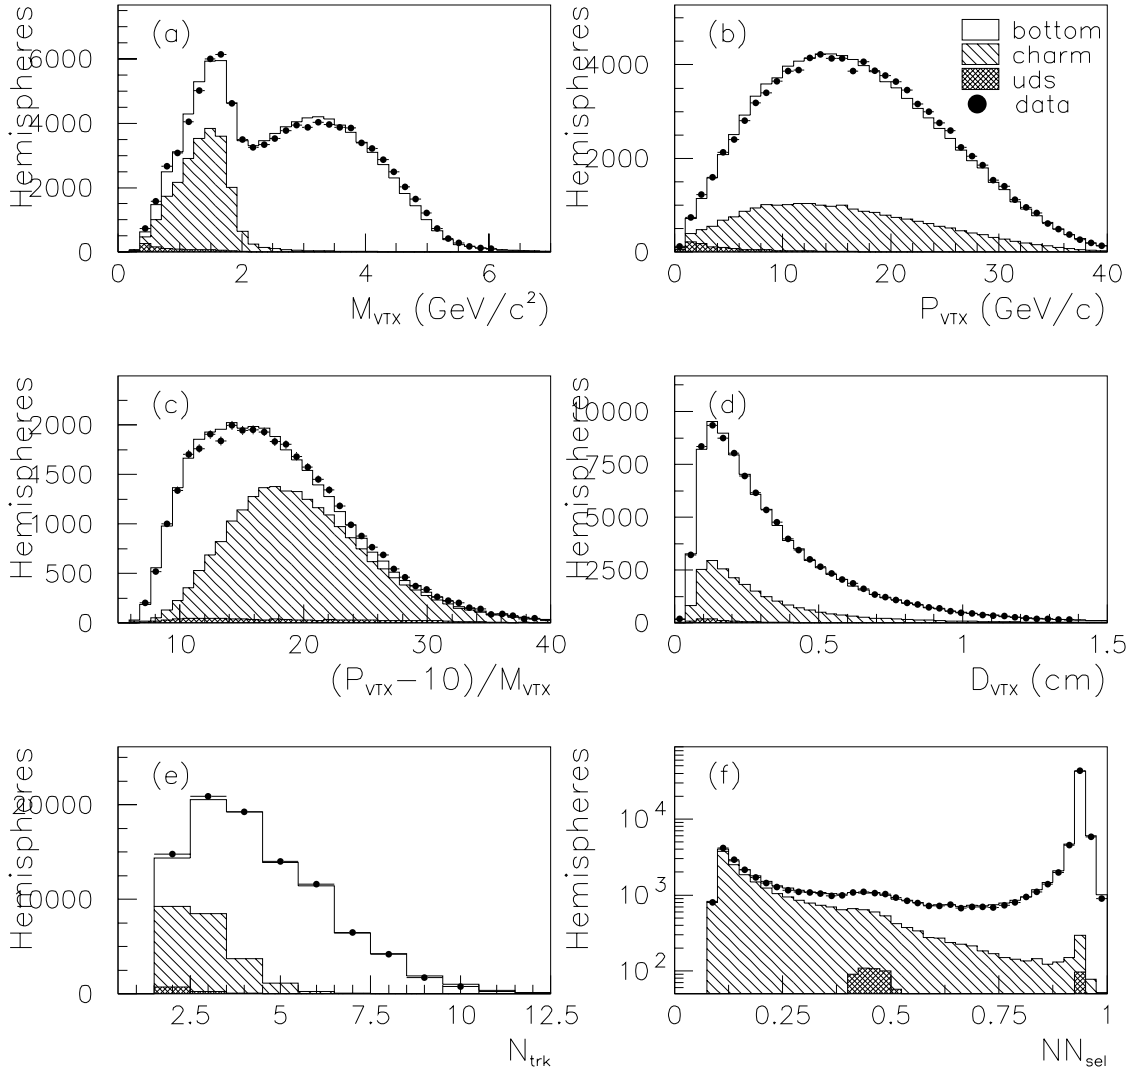 Hemispheres
(a)
6000
4000
2000
0
0 2 4 6
M_VTX (GeV/c²)
Hemispheres
(b)
bottom
charm
uds
data
4000
2000
0
0 10 20 30 40
P_VTX (GeV/c)
Hemispheres
(c)
2000
1500
1000
500
0
10 20 30 40
(P_VTX−10)/M_VTX
Hemispheres
(d)
10000
7500
5000
2500
0
0 0.5 1 1.5
D_VTX (cm)
Hemispheres
(e)
20000
10000
0
2.5 5 7.5 10 12.5
N_trk
Hemispheres
(f)
10⁴
10³
10²
0 0.25 0.5 0.75 1
NN_sel